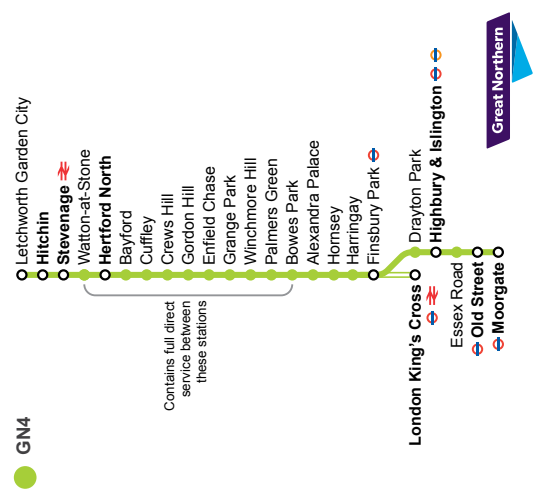 GN4
Letchworth Garden City
Hitchin
Stevenage
Watton-at-Stone
Hertford North
Bayford
Cuffley
Crews Hill
Gordon Hill
Enfield Chase
Grange Park
Winchmore Hill
Palmers Green
Bowes Park
Alexandra Palace
Hornsey
Harringay
Finsbury Park
Drayton Park
Highbury & Islington
Contains full direct
service between
these stations
London King's Cross
Essex Road
Old Street
Moorgate
Great Northern